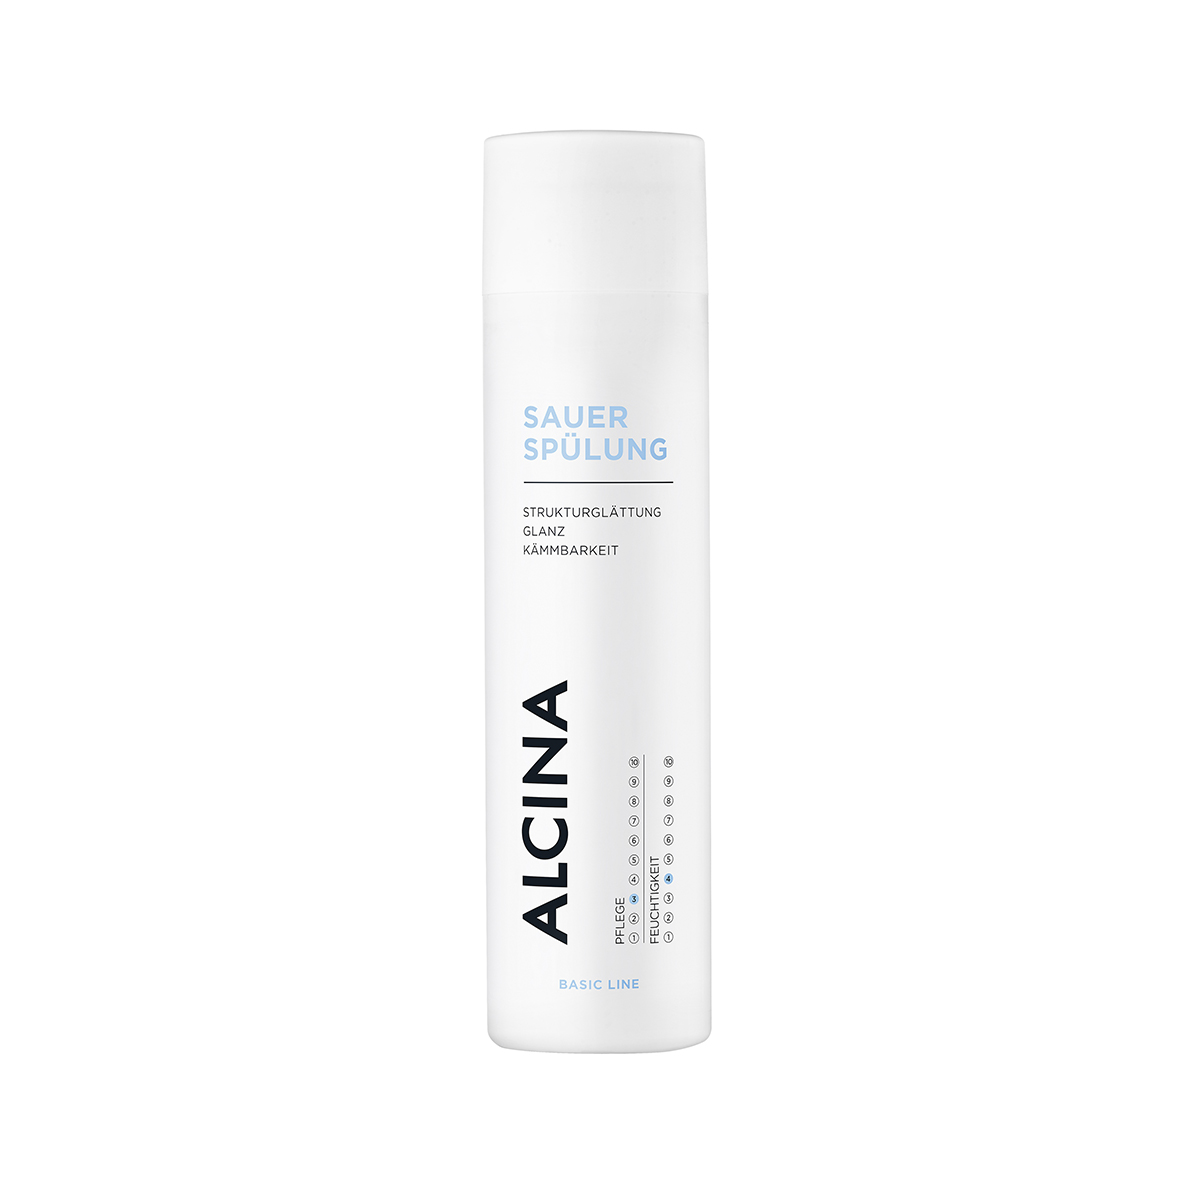 SAUER
SPÜLUNG
STRUKTURGLÄTTUNG
GLANZ
KÄMMBARKEIT
ALCINA
PFLEGE
1 2 3 4 5 6 7 8 9 10
FEUCHTIGKEIT
1 2 3 4 5 6 7 8 9 10
BASIC LINE